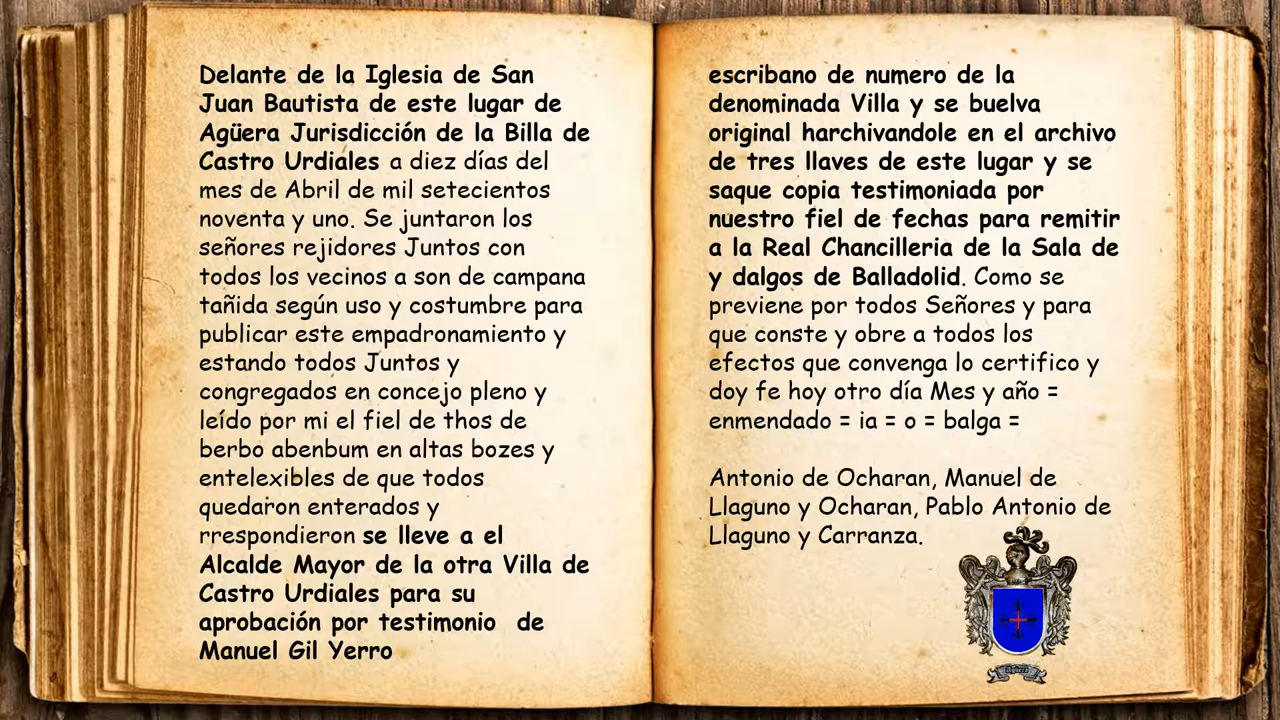 Delante de la Iglesia de San
Juan Bautista de este lugar de
Agüera Jurisdicción de la Billa de
Castro Urdiales a diez días del
mes de Abril de mil setecientos
noventa y uno. Se juntaron los
señores rejidores Juntos con
todos los vecinos a son de campana
tañida según uso y costumbre para
publicar este empadronamiento y
estando todos Juntos y
congregados en concejo pleno y
leído por mi el fiel de thos de
berbo abenbum en altas bozes y
entelexibles de que todos
quedaron enterados y
rrespondieron se lleve a el
Alcalde Mayor de la otra Villa de
Castro Urdiales para su
aprobación por testimonio de
Manuel Gil Yerro
escribano de numero de la
denominada Villa y se buelva
original harchivandole en el archivo
de tres llaves de este lugar y se
saque copia testimoniada por
nuestro fiel de fechas para remitir
a la Real Chancilleria de la Sala de
y dalgos de Balladolid. Como se
previene por todos Señores y para
que conste y obre a todos los
efectos que convenga lo certifico y
doy fe hoy otro día Mes y año =
enmendado = ia = o = balga =
Antonio de Ocharan, Manuel de
Llaguno y Ocharan, Pablo Antonio de
Llaguno y Carranza.